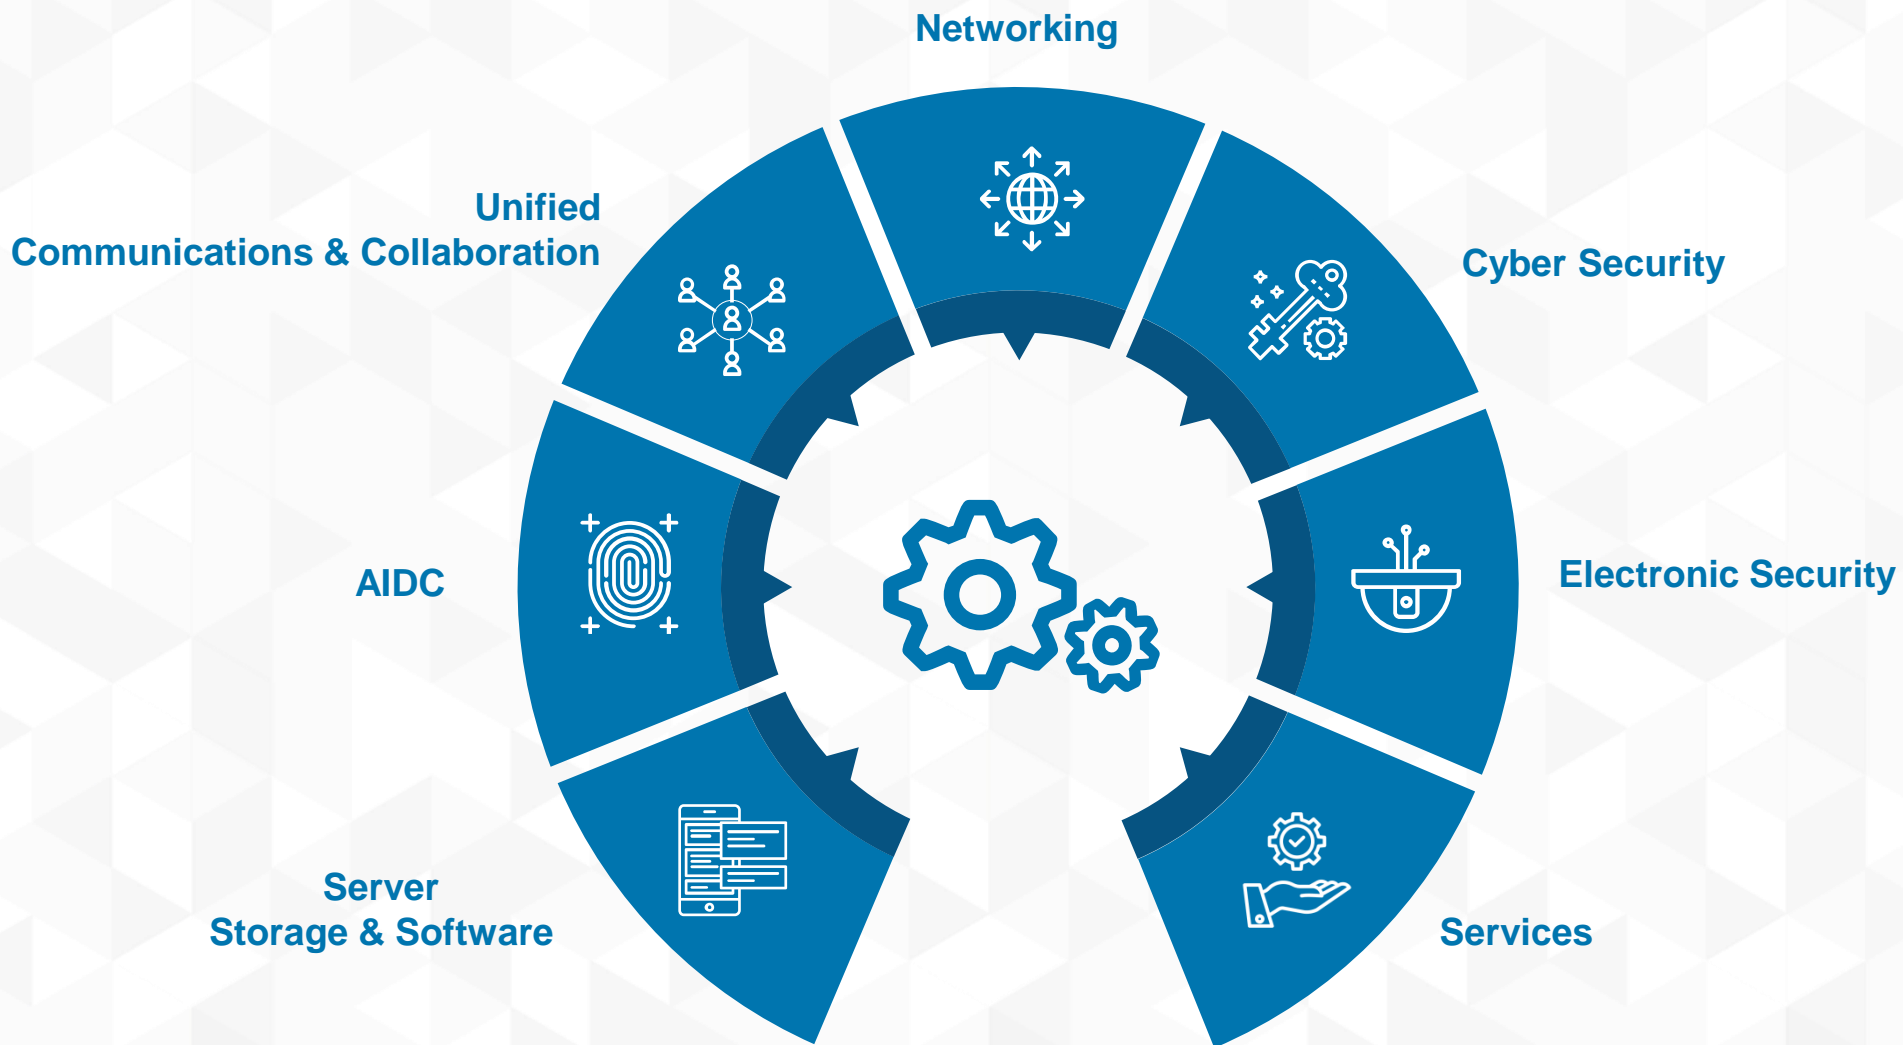 Networking
Unified
Communications & Collaboration
Cyber Security
AIDC
Electronic Security
Server
Storage & Software
Services